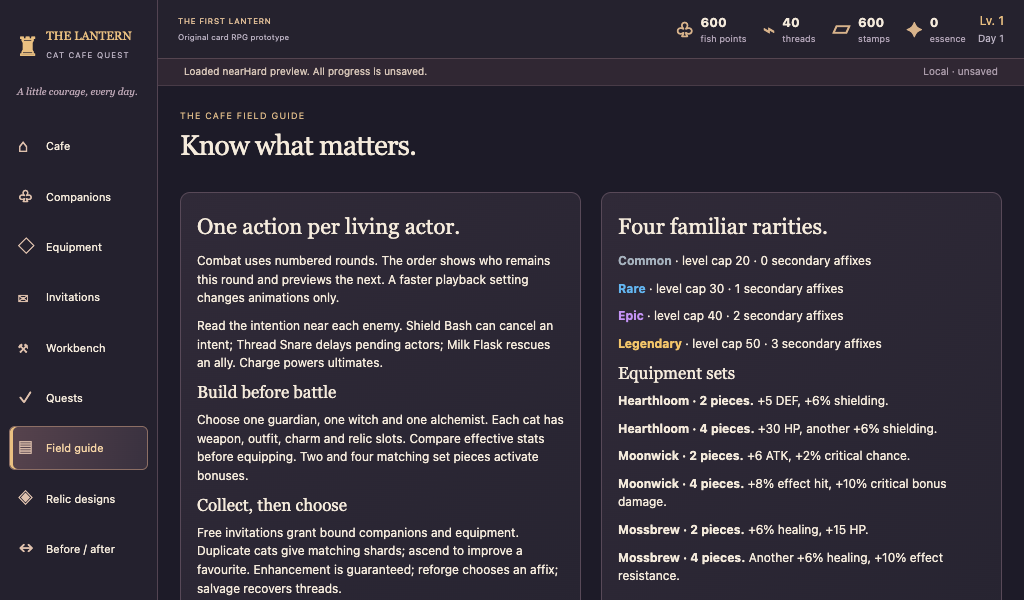 THE LANTERN
CAT CAFE QUEST
A little courage, every day.
Cafe
Companions
Equipment
Invitations
Workbench
Quests
Field guide
Relic designs
Before / after
THE FIRST LANTERN
Original card RPG prototype
600
fish points
40
threads
600
stamps
0
essence
Lv. 1
Day 1
Loaded nearHard preview. All progress is unsaved.
Local · unsaved
THE CAFE FIELD GUIDE
Know what matters.
One action per living actor.
Combat uses numbered rounds. The order shows who remains
this round and previews the next. A faster playback setting
changes animations only.
Read the intention near each enemy. Shield Bash can cancel an
intent; Thread Snare delays pending actors; Milk Flask rescues
an ally. Charge powers ultimates.
Build before battle
Choose one guardian, one witch and one alchemist. Each cat has
weapon, outfit, charm and relic slots. Compare effective stats
before equipping. Two and four matching set pieces activate
bonuses.
Collect, then choose
Free invitations grant bound companions and equipment.
Duplicate cats give matching shards; ascend to improve a
favourite. Enhancement is guaranteed; reforge chooses an affix;
salvage recovers threads.
Four familiar rarities.
Common · level cap 20 · 0 secondary affixes
Rare · level cap 30 · 1 secondary affixes
Epic · level cap 40 · 2 secondary affixes
Legendary · level cap 50 · 3 secondary affixes
Equipment sets
Hearthloom · 2 pieces. +5 DEF, +6% shielding.
Hearthloom · 4 pieces. +30 HP, another +6% shielding.
Moonwick · 2 pieces. +6 ATK, +2% critical chance.
Moonwick · 4 pieces. +8% effect hit, +10% critical bonus
damage.
Mossbrew · 2 pieces. +6% healing, +15 HP.
Mossbrew · 4 pieces. Another +6% healing, +10% effect
resistance.